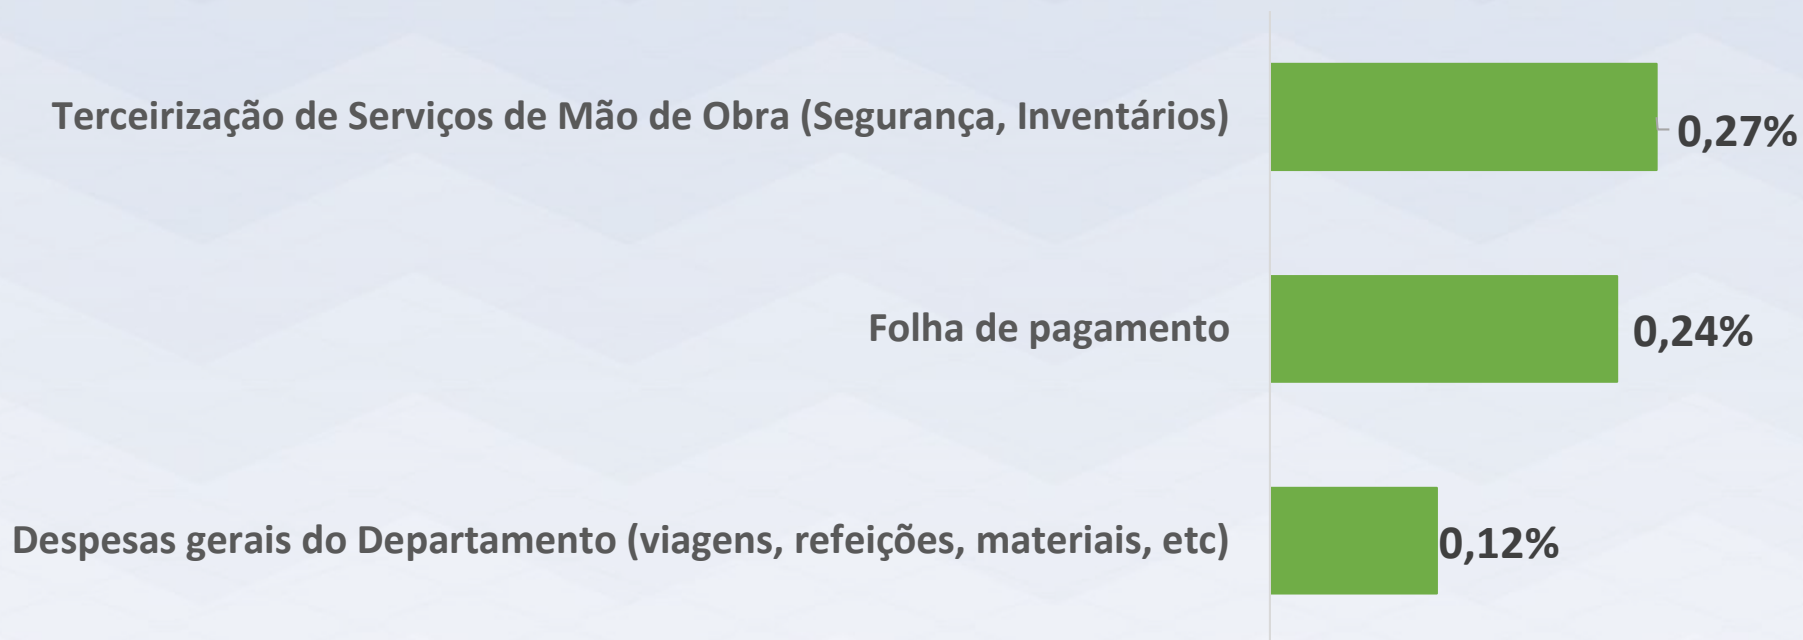 Terceirização de Serviços de Mão de Obra (Segurança, Inventários)
0,27%
Folha de pagamento
0,24%
Despesas gerais do Departamento (viagens, refeições, materiais, etc)
0,12%